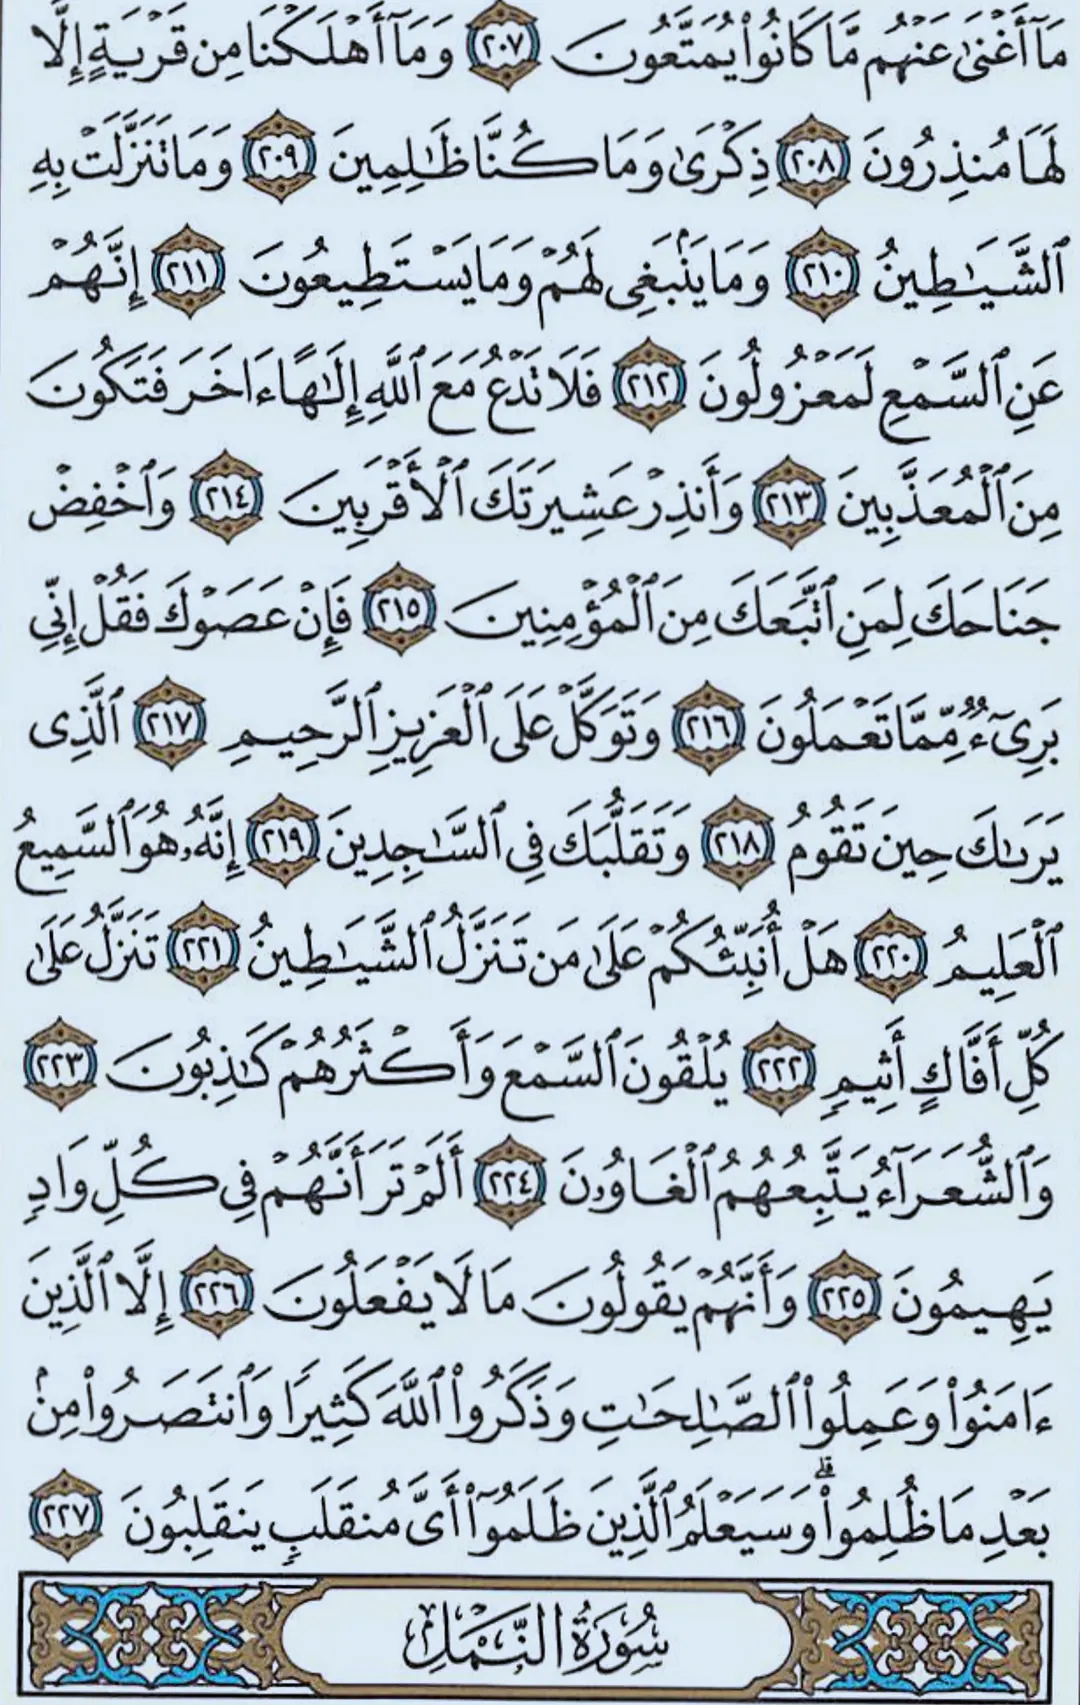 مَآ أَغْنَىٰ عَنْهُم مَّا كَانُوا۟ يُمَتَّعُونَ ٢٠٧ وَمَآ أَهْلَكْنَا مِن قَرْيَةٍ إِلَّا
لَهَا مُنذِرُونَ ٢٠٨ ذِكْرَىٰ وَمَا كُنَّا ظَٰلِمِينَ ٢٠٩ وَمَا تَنَزَّلَتْ بِهِ
ٱلشَّيَٰطِينُ ٢١٠ وَمَا يَنۢبَغِى لَهُمْ وَمَا يَسْتَطِيعُونَ ٢١١ إِنَّهُمْ
عَنِ ٱلسَّمْعِ لَمَعْزُولُونَ ٢١٢ فَلَا تَدْعُ مَعَ ٱللَّهِ إِلَٰهًا ءَاخَرَ فَتَكُونَ
مِنَ ٱلْمُعَذَّبِينَ ٢١٣ وَأَنذِرْ عَشِيرَتَكَ ٱلْأَقْرَبِينَ ٢١٤ وَٱخْفِضْ
جَنَاحَكَ لِمَنِ ٱتَّبَعَكَ مِنَ ٱلْمُؤْمِنِينَ ٢١٥ فَإِنْ عَصَوْكَ فَقُلْ إِنِّى
بَرِىٓءٌ مِّمَّا تَعْمَلُونَ ٢١٦ وَتَوَكَّلْ عَلَى ٱلْعَزِيزِ ٱلرَّحِيمِ ٢١٧ ٱلَّذِى
يَرَىٰكَ حِينَ تَقُومُ ٢١٨ وَتَقَلُّبَكَ فِى ٱلسَّٰجِدِينَ ٢١٩ إِنَّهُۥ هُوَ ٱلسَّمِيعُ
ٱلْعَلِيمُ ٢٢٠ هَلْ أُنَبِّئُكُمْ عَلَىٰ مَن تَنَزَّلُ ٱلشَّيَٰطِينُ ٢٢١ تَنَزَّلُ عَلَىٰ
كُلِّ أَفَّاكٍ أَثِيمٍ ٢٢٢ يُلْقُونَ ٱلسَّمْعَ وَأَكْثَرُهُمْ كَٰذِبُونَ ٢٢٣
وَٱلشُّعَرَآءُ يَتَّبِعُهُمُ ٱلْغَاوُۥنَ ٢٢٤ أَلَمْ تَرَ أَنَّهُمْ فِى كُلِّ وَادٍ
يَهِيمُونَ ٢٢٥ وَأَنَّهُمْ يَقُولُونَ مَا لَا يَفْعَلُونَ ٢٢٦ إِلَّا ٱلَّذِينَ
ءَامَنُوا۟ وَعَمِلُوا۟ ٱلصَّٰلِحَٰتِ وَذَكَرُوا۟ ٱللَّهَ كَثِيرًا وَٱنتَصَرُوا۟ مِنۢ
بَعْدِ مَا ظُلِمُوا۟ ۗ وَسَيَعْلَمُ ٱلَّذِينَ ظَلَمُوٓا۟ أَىَّ مُنقَلَبٍ يَنقَلِبُونَ ٢٢٧
سُورَةُ النَّمْلِ